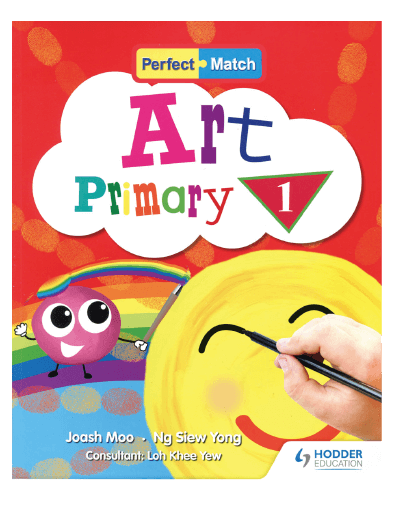 Perfect Match
Art
Primary 1
Joash Moo • Ng Siew Yong
Consultant: Loh Khee Yew
HODDER
EDUCATION